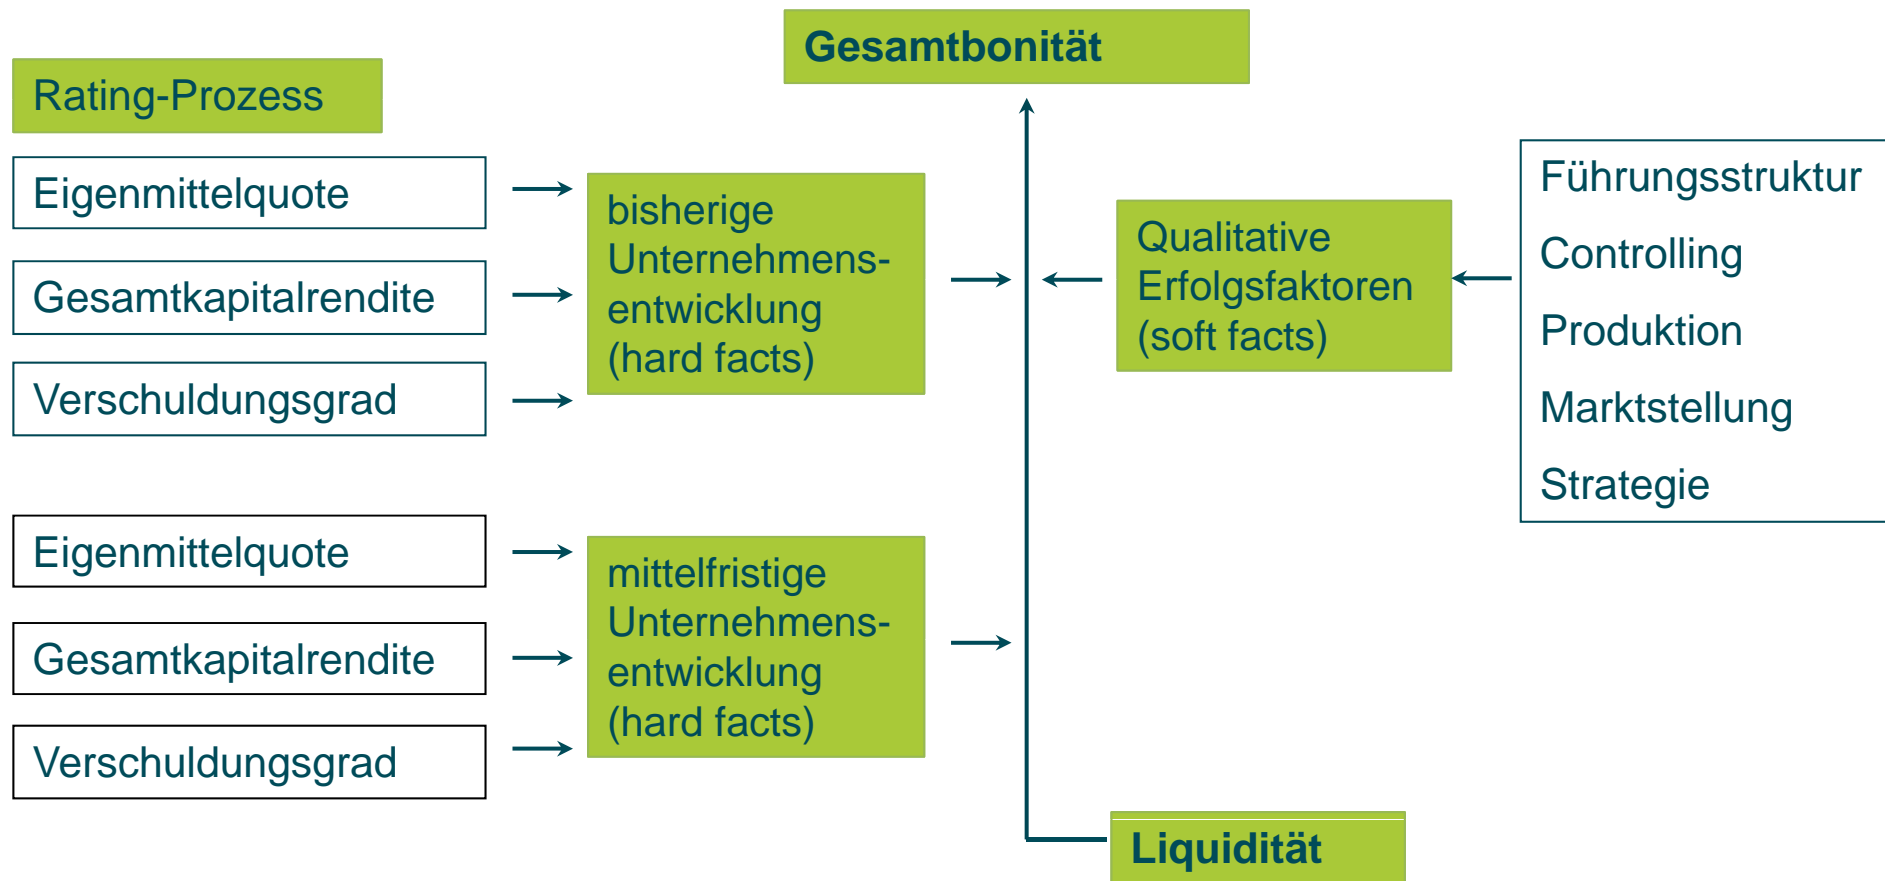 Gesamtbonität
Rating-Prozess
Eigenmittelquote
Gesamtkapitalrendite
Verschuldungsgrad
bisherige
Unternehmens-
entwicklung
(hard facts)
Qualitative
Erfolgsfaktoren
(soft facts)
Führungsstruktur
Controlling
Produktion
Marktstellung
Strategie
Eigenmittelquote
Gesamtkapitalrendite
Verschuldungsgrad
mittelfristige
Unternehmens-
entwicklung
(hard facts)
Liquidität